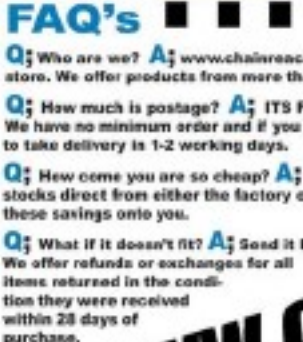 FAQ's
Q; Who are we? A; www.chainreac
store. We offer products from more th
Q; How much is postage? A; ITS
We have no minimum order and if you
to take delivery in 1-2 working days.
Q; How come you are so cheap? A;
stocks direct from either the factory
these savings onto you.
Q; What if it doesn't fit? A; Send it
We offer refunds or exchanges for all
items returned in the condi-
tion they were received
within 28 days of
purchase.